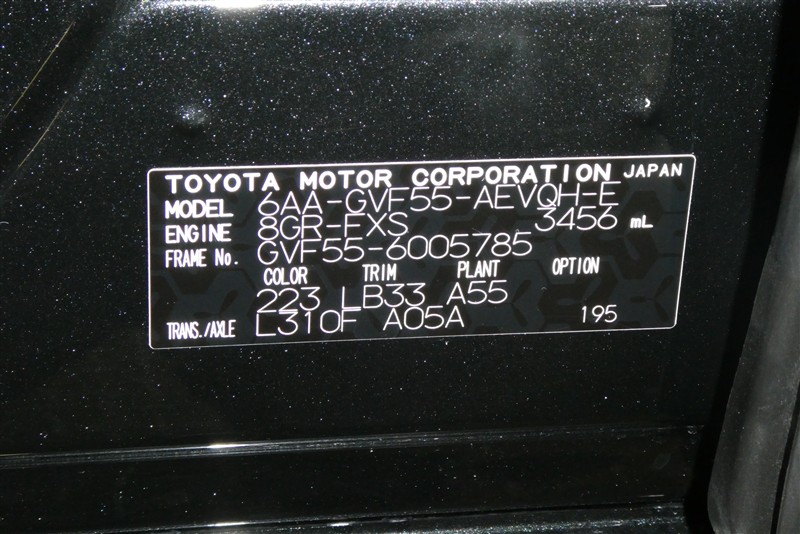 TOYOTA MOTOR CORPORATION JAPAN
MODEL 6AA-GVF55-AEVQH-E
ENGINE 8GR-FXS 3456 mL
FRAME No. GVF55-6005785
COLOR TRIM PLANT OPTION
223 LB33 A55
TRANS./AXLE L310F A05A 195